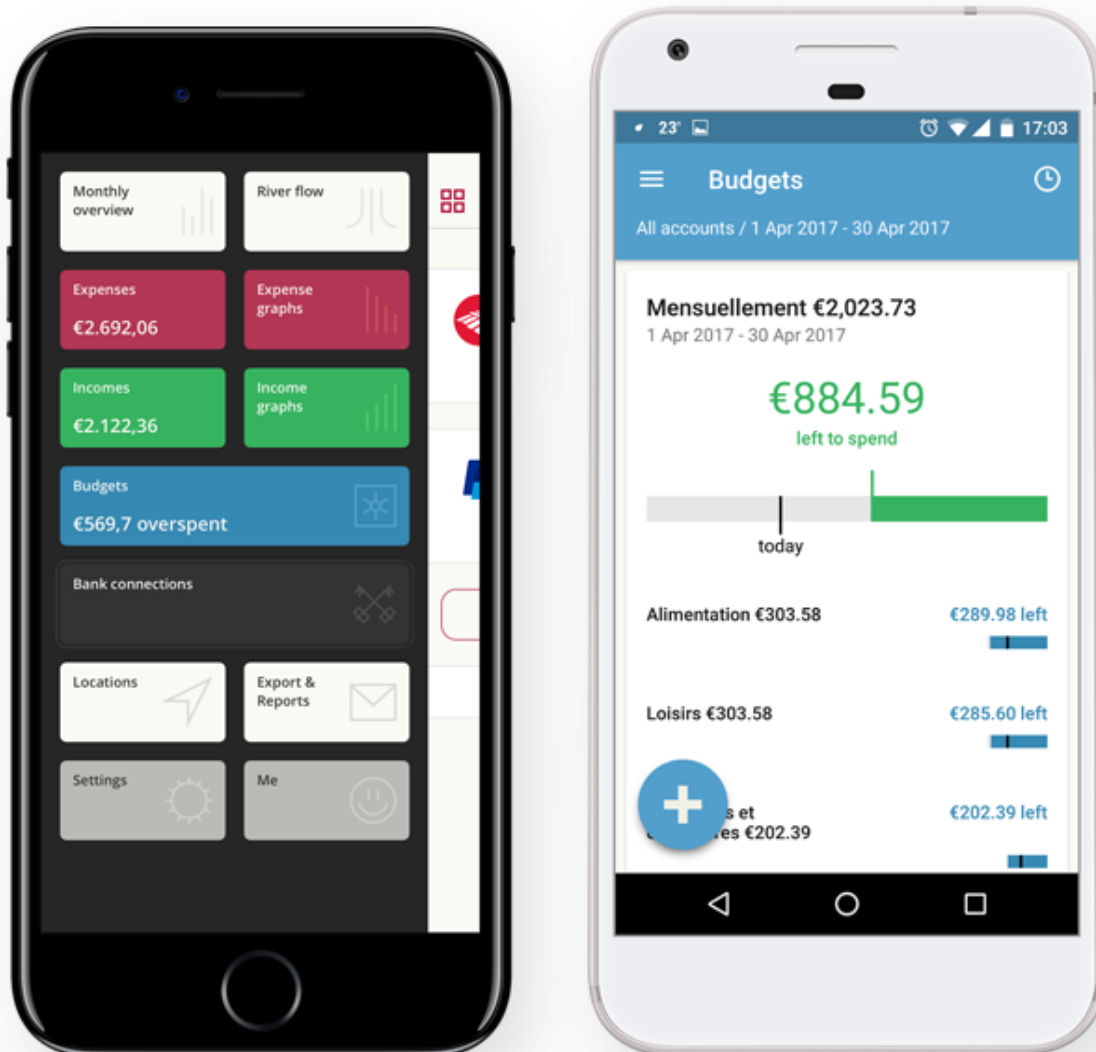 Monthly
overview
River flow
Expenses
€2.692,06
Expense
graphs
Incomes
€2.122,36
Income
graphs
Budgets
€569,7 overspent
Bank connections
Locations
Export &
Reports
Settings
Me
23°
17:03
Budgets
All accounts / 1 Apr 2017 - 30 Apr 2017
Mensuellement €2,023.73
1 Apr 2017 - 30 Apr 2017
€884.59
left to spend
today
Alimentation €303.58
€289.98 left
Loisirs €303.58
€285.60 left
et
€202.39
€202.39 left